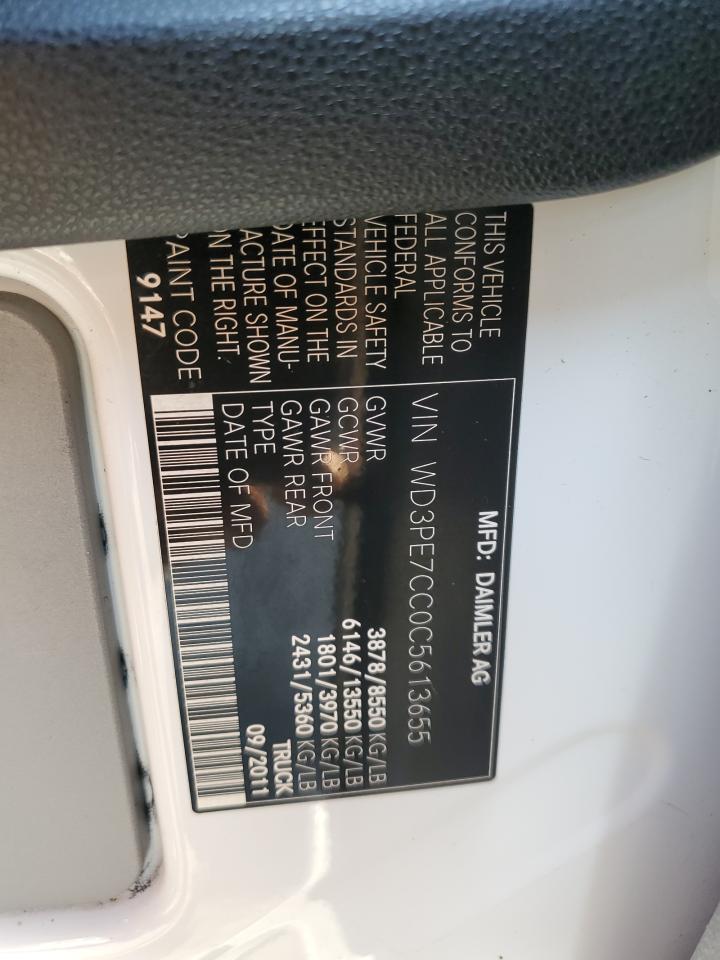 MFD: DAIMLER AG
THIS VEHICLE
CONFORMS TO
ALL APPLICABLE
FEDERAL
VEHICLE SAFETY
STANDARDS IN
EFFECT ON THE
DATE OF MANU-
FACTURE SHOWN
ON THE RIGHT.
PAINT CODE
9147
VIN WD3PE7CC0C5613655
GVWR 3878/8550 KG/LB
GCWR 6146/13550 KG/LB
GAWR FRONT 1801/3970 KG/LB
GAWR REAR 2431/5360 KG/LB
TYPE TRUCK
DATE OF MFD 09/2011